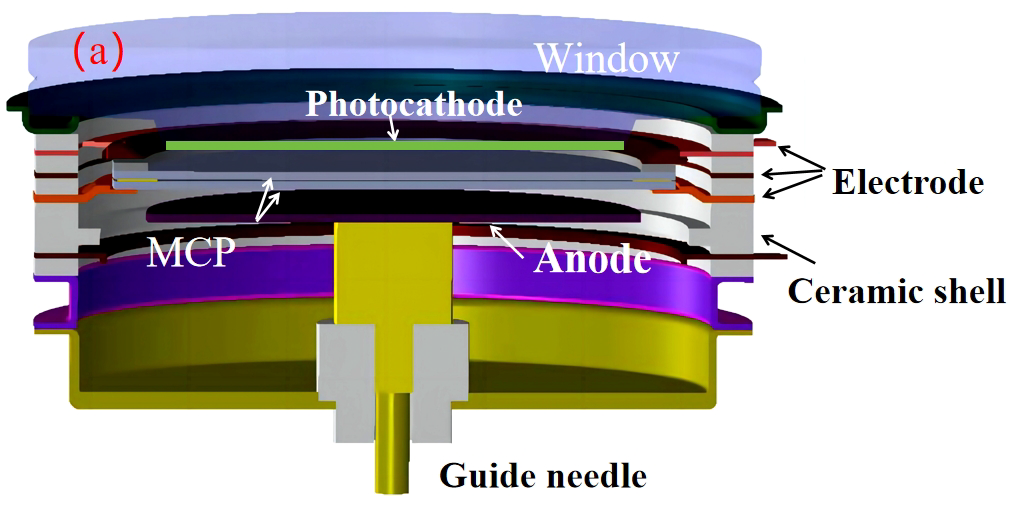 (a)
Window
Photocathode
Electrode
MCP
Anode
Ceramic shell
Guide needle